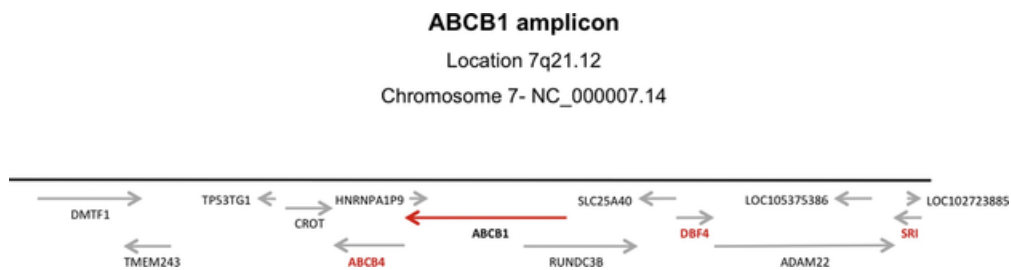 ABCB1 amplicon
Location 7q21.12
Chromosome 7- NC_000007.14
TP53TG1 HNRNPA1P9 SLC25A40 LOC105375386 LOC102723885
DMTF1 CROT ABCB1 DBF4 SRI
TMEM243 ABCB4 RUNDC3B ADAM22